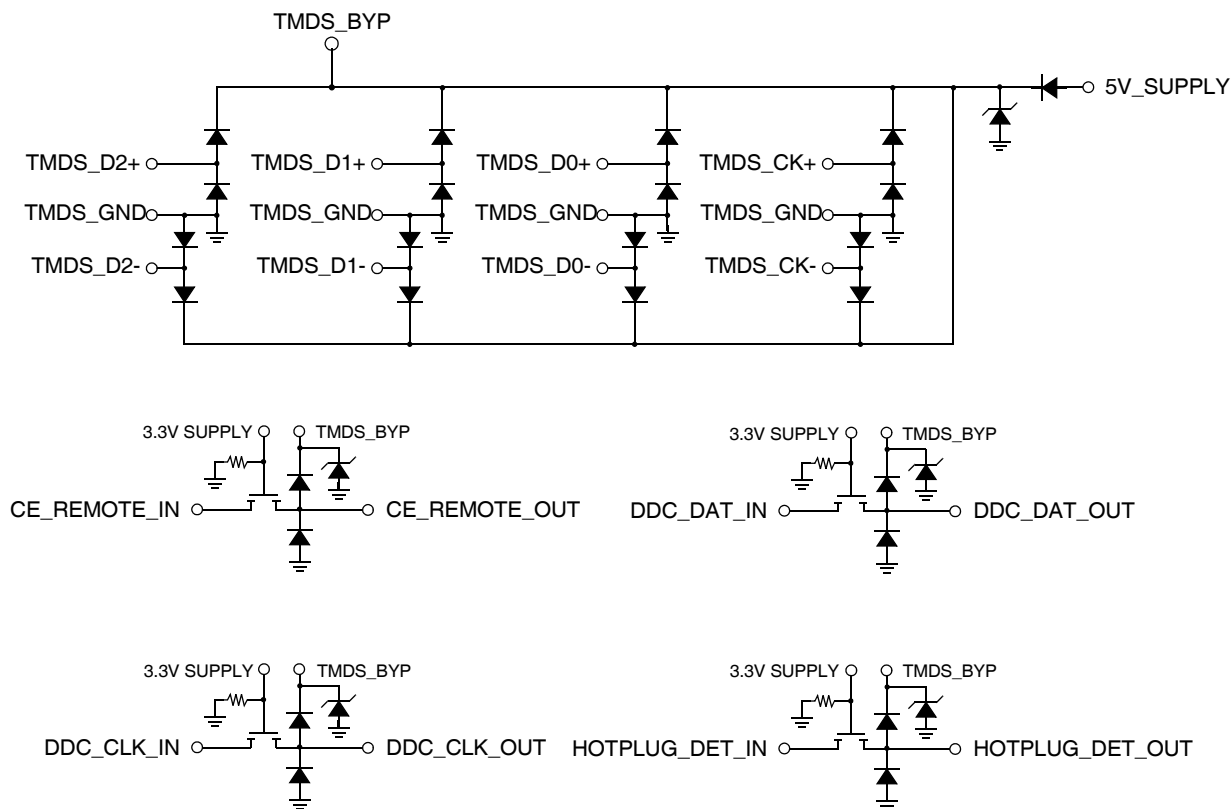 TMDS_BYP
5V_SUPPLY
TMDS_D2+ TMDS_D1+ TMDS_D0+ TMDS_CK+
TMDS_GND TMDS_GND TMDS_GND TMDS_GND
TMDS_D2- TMDS_D1- TMDS_D0- TMDS_CK-
3.3V SUPPLY TMDS_BYP 3.3V SUPPLY TMDS_BYP
CE_REMOTE_IN CE_REMOTE_OUT DDC_DAT_IN DDC_DAT_OUT
3.3V SUPPLY TMDS_BYP 3.3V SUPPLY TMDS_BYP
DDC_CLK_IN DDC_CLK_OUT HOTPLUG_DET_IN HOTPLUG_DET_OUT